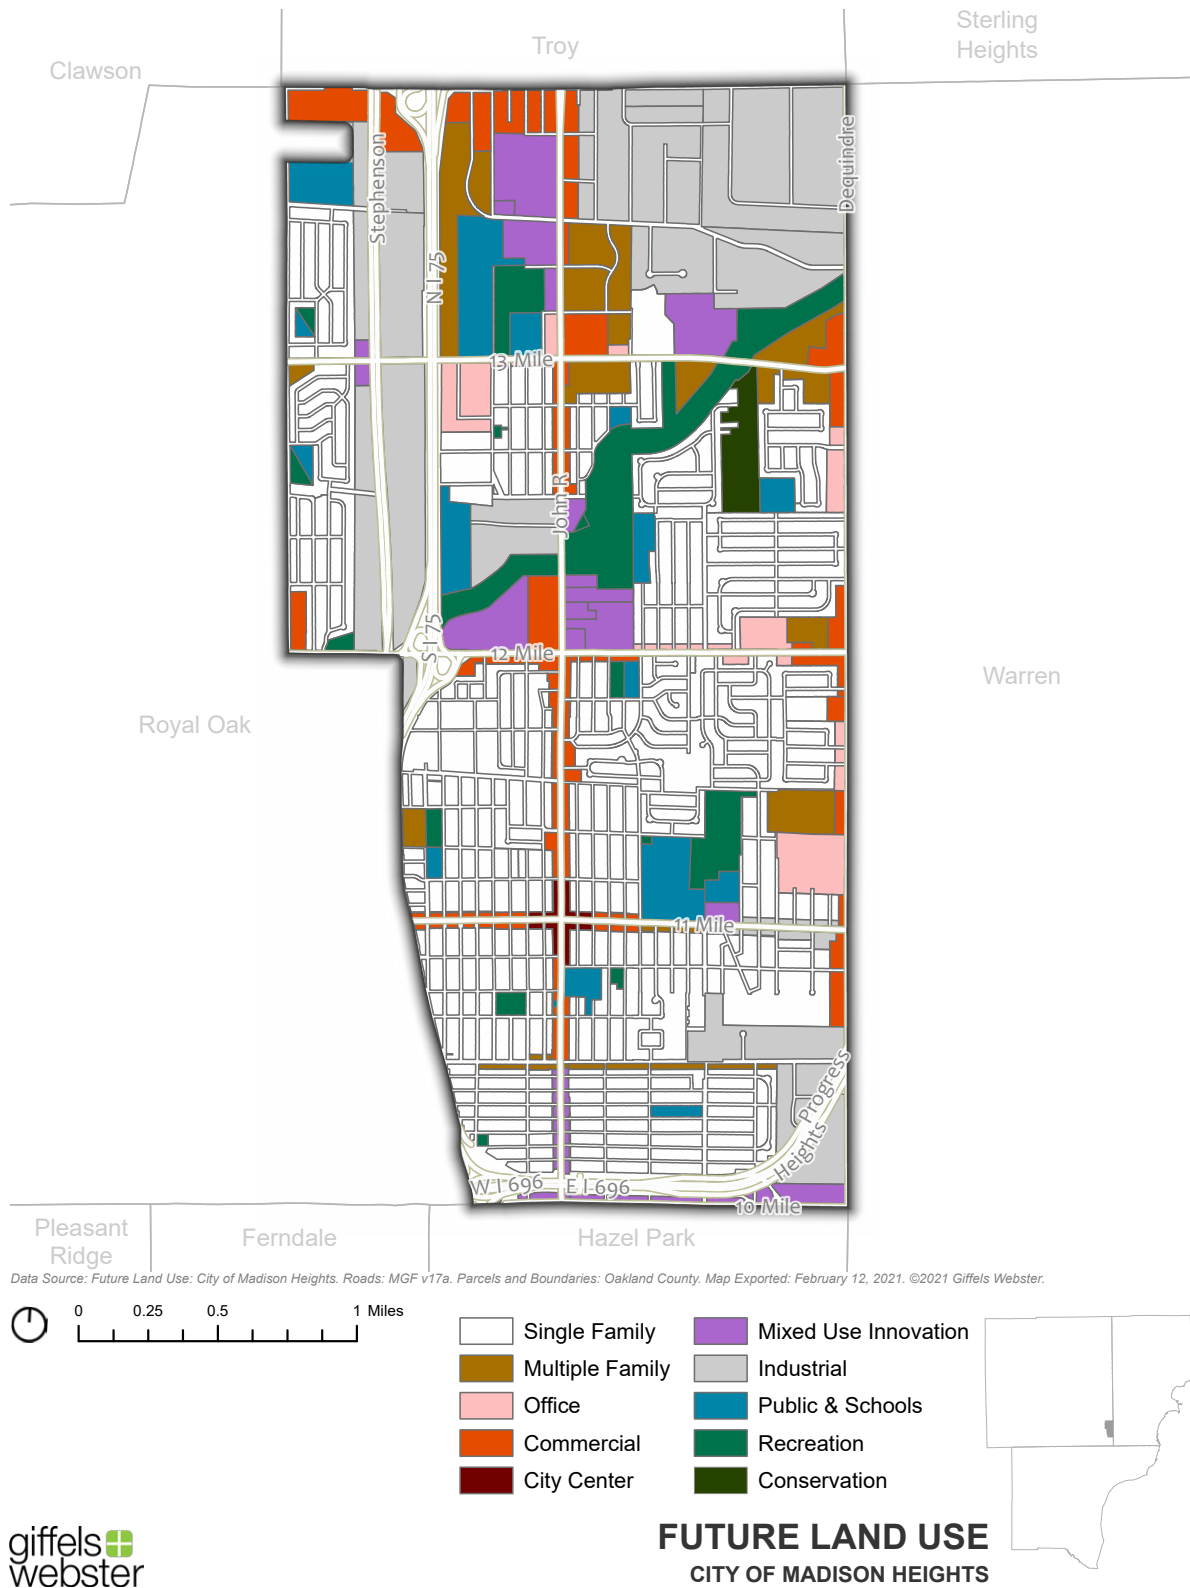 Sterling
Heights
Troy
Clawson
Stephenson
N I 75
Dequindre
13 Mile
John R
S I 75
12 Mile
Warren
Royal Oak
11 Mile
Progress
Heights
W I 696
E I 696
10 Mile
Pleasant
Ridge
Ferndale
Hazel Park
Data Source: Future Land Use: City of Madison Heights. Roads: MGF v17a. Parcels and Boundaries: Oakland County. Map Exported: February 12, 2021. ©2021 Giffels Webster.
0 0.25 0.5 1 Miles
Single Family
Multiple Family
Office
Commercial
City Center
Mixed Use Innovation
Industrial
Public & Schools
Recreation
Conservation
giffels
webster
FUTURE LAND USE
CITY OF MADISON HEIGHTS